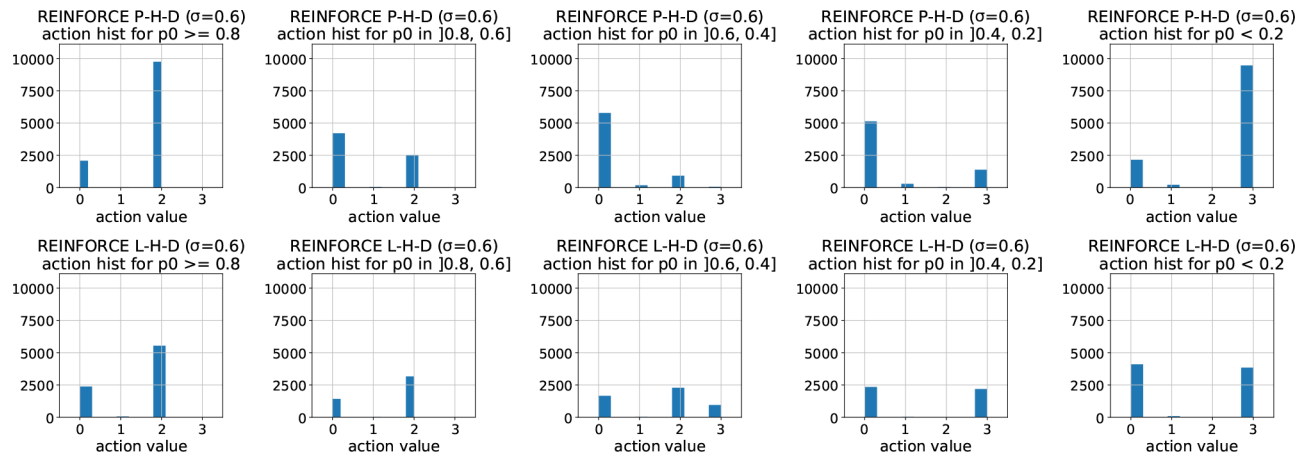 REINFORCE P-H-D (σ=0.6)
action hist for p0 >= 0.8
10000
7500
5000
2500
0
0 1 2 3
action value
REINFORCE P-H-D (σ=0.6)
action hist for p0 in ]0.8, 0.6]
10000
7500
5000
2500
0
0 1 2 3
action value
REINFORCE P-H-D (σ=0.6)
action hist for p0 in ]0.6, 0.4]
10000
7500
5000
2500
0
0 1 2 3
action value
REINFORCE P-H-D (σ=0.6)
action hist for p0 in ]0.4, 0.2]
10000
7500
5000
2500
0
0 1 2 3
action value
REINFORCE P-H-D (σ=0.6)
action hist for p0 < 0.2
10000
7500
5000
2500
0
0 1 2 3
action value
REINFORCE L-H-D (σ=0.6)
action hist for p0 >= 0.8
10000
7500
5000
2500
0
0 1 2 3
action value
REINFORCE L-H-D (σ=0.6)
action hist for p0 in ]0.8, 0.6]
10000
7500
5000
2500
0
0 1 2 3
action value
REINFORCE L-H-D (σ=0.6)
action hist for p0 in ]0.6, 0.4]
10000
7500
5000
2500
0
0 1 2 3
action value
REINFORCE L-H-D (σ=0.6)
action hist for p0 in ]0.4, 0.2]
10000
7500
5000
2500
0
0 1 2 3
action value
REINFORCE L-H-D (σ=0.6)
action hist for p0 < 0.2
10000
7500
5000
2500
0
0 1 2 3
action value